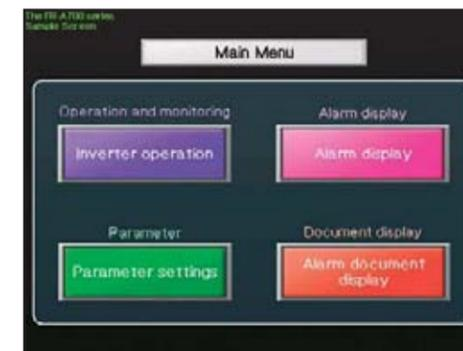 The FR-A700 series
Sample Screen
Main Menu
Operation and monitoring
Alarm display
Inverter operation
Alarm display
Parameter
Document display
Parameter settings
Alarm document
display